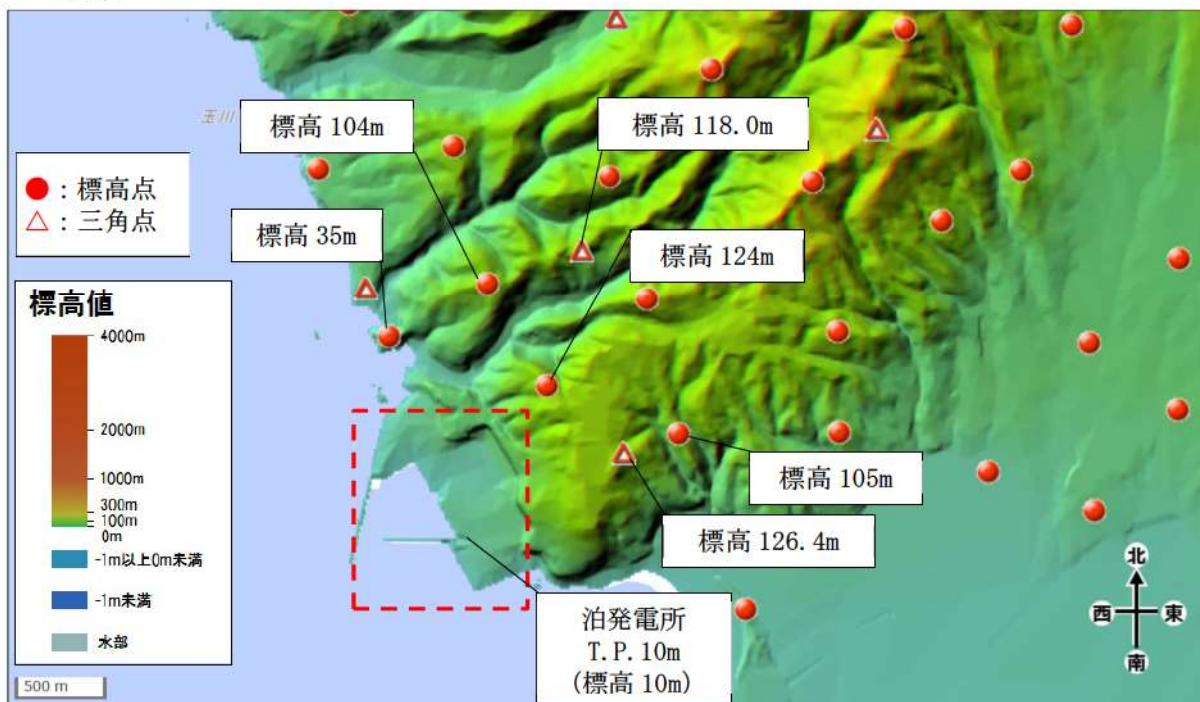 玉川
標高 104m
標高 118.0m
●：標高点
△：三角点
標高 35m
標高 124m
標高値
4000m
2000m
1000m
300m
100m
0m
-1m以上0m未満
-1m未満
水部
標高 105m
標高 126.4m
泊発電所
T.P.10m
(標高 10m)
北
西 東
南
500 m